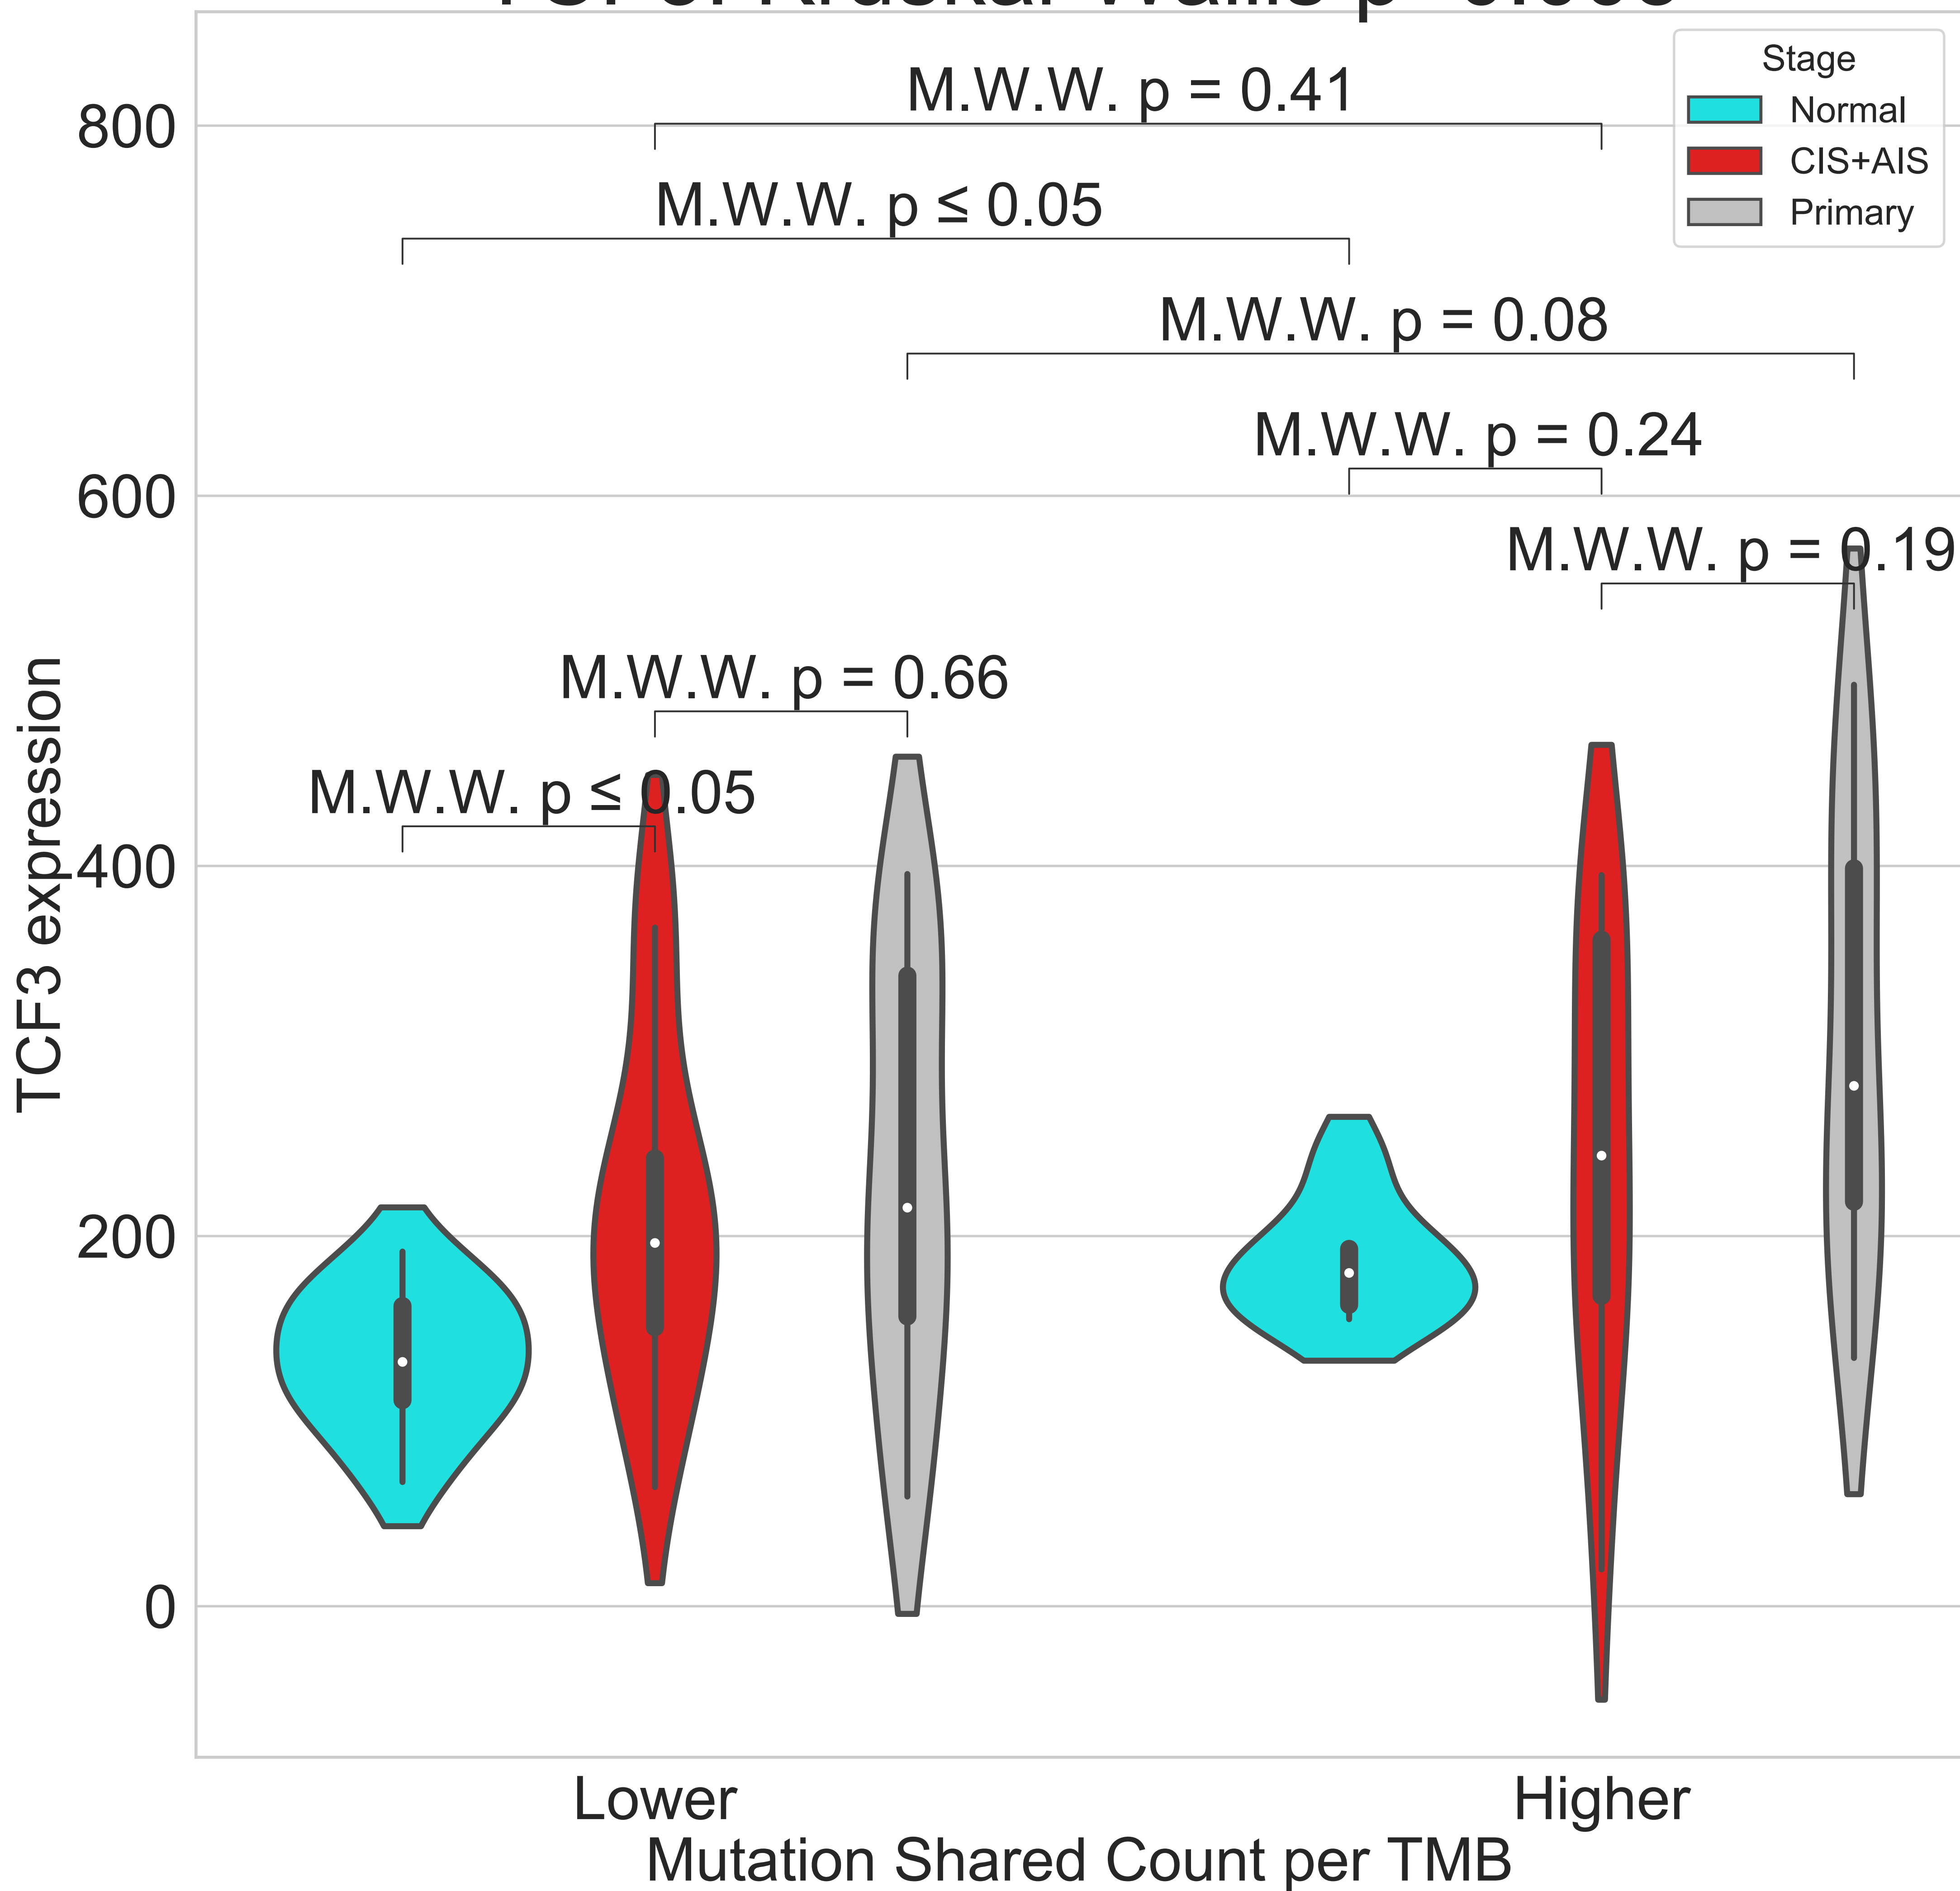 M.W.W. p = 0.41
M.W.W. p ≤ 0.05
M.W.W. p = 0.08
M.W.W. p = 0.24
M.W.W. p = 0.19
M.W.W. p = 0.66
M.W.W. p ≤ 0.05
Stage
Normal
CIS+AIS
Primary
800
600
400
200
0
TCF3 expression
Lower
Higher
Mutation Shared Count per TMB